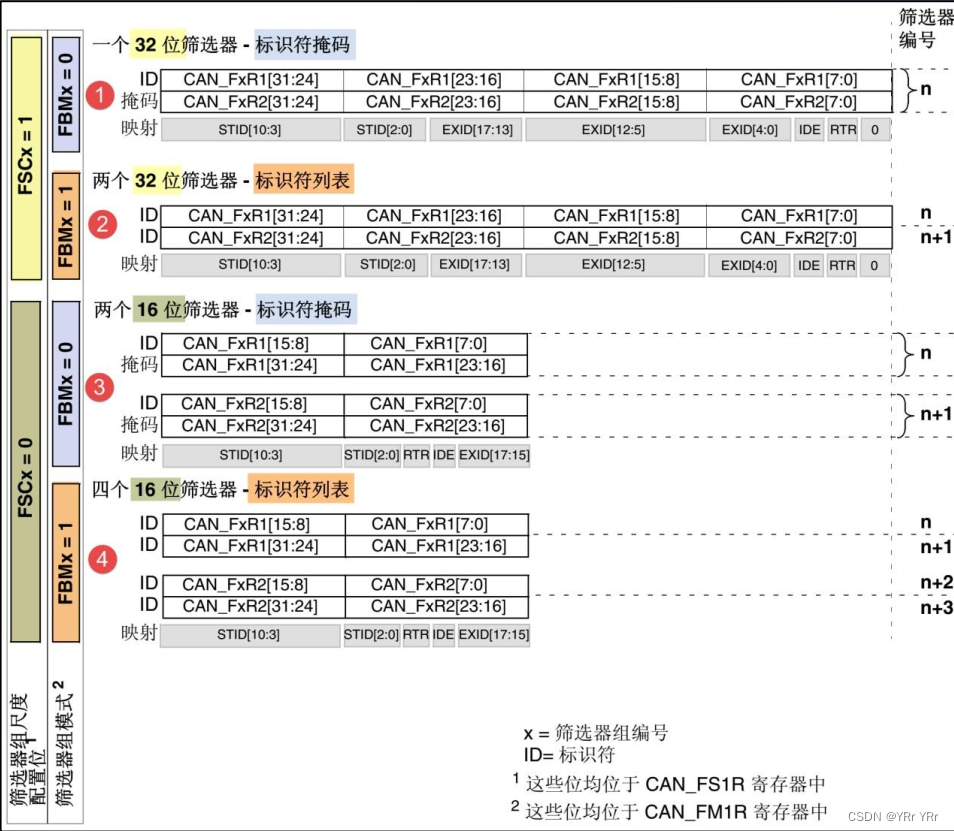 筛选器
编号
一个 32 位筛选器 - 标识符掩码
FSCx = 1
FBMx = 0
1
ID CAN_FxR1[31:24] CAN_FxR1[23:16] CAN_FxR1[15:8] CAN_FxR1[7:0]
掩码 CAN_FxR2[31:24] CAN_FxR2[23:16] CAN_FxR2[15:8] CAN_FxR2[7:0]
n
映射 STID[10:3] STID[2:0] EXID[17:13] EXID[12:5] EXID[4:0] IDE RTR 0
两个 32 位筛选器 - 标识符列表
FBMx = 1
2
ID CAN_FxR1[31:24] CAN_FxR1[23:16] CAN_FxR1[15:8] CAN_FxR1[7:0] n
ID CAN_FxR2[31:24] CAN_FxR2[23:16] CAN_FxR2[15:8] CAN_FxR2[7:0] n+1
映射 STID[10:3] STID[2:0] EXID[17:13] EXID[12:5] EXID[4:0] IDE RTR 0
两个 16 位筛选器 - 标识符掩码
FSCx = 0
FBMx = 0
3
ID CAN_FxR1[15:8] CAN_FxR1[7:0]
掩码 CAN_FxR1[31:24] CAN_FxR1[23:16]
n
ID CAN_FxR2[15:8] CAN_FxR2[7:0]
掩码 CAN_FxR2[31:24] CAN_FxR2[23:16]
n+1
映射 STID[10:3] STID[2:0] RTR IDE EXID[17:15]
四个 16 位筛选器 - 标识符列表
FBMx = 1
4
ID CAN_FxR1[15:8] CAN_FxR1[7:0] n
ID CAN_FxR1[31:24] CAN_FxR1[23:16] n+1
ID CAN_FxR2[15:8] CAN_FxR2[7:0] n+2
ID CAN_FxR2[31:24] CAN_FxR2[23:16] n+3
映射 STID[10:3] STID[2:0] RTR IDE EXID[17:15]
筛选器组尺度
配置位 1
筛选器组模式 2
x = 筛选器组编号
ID= 标识符
1 这些位均位于 CAN_FS1R 寄存器中
2 这些位均位于 CAN_FM1R 寄存器中
CSDN @YRr YRr